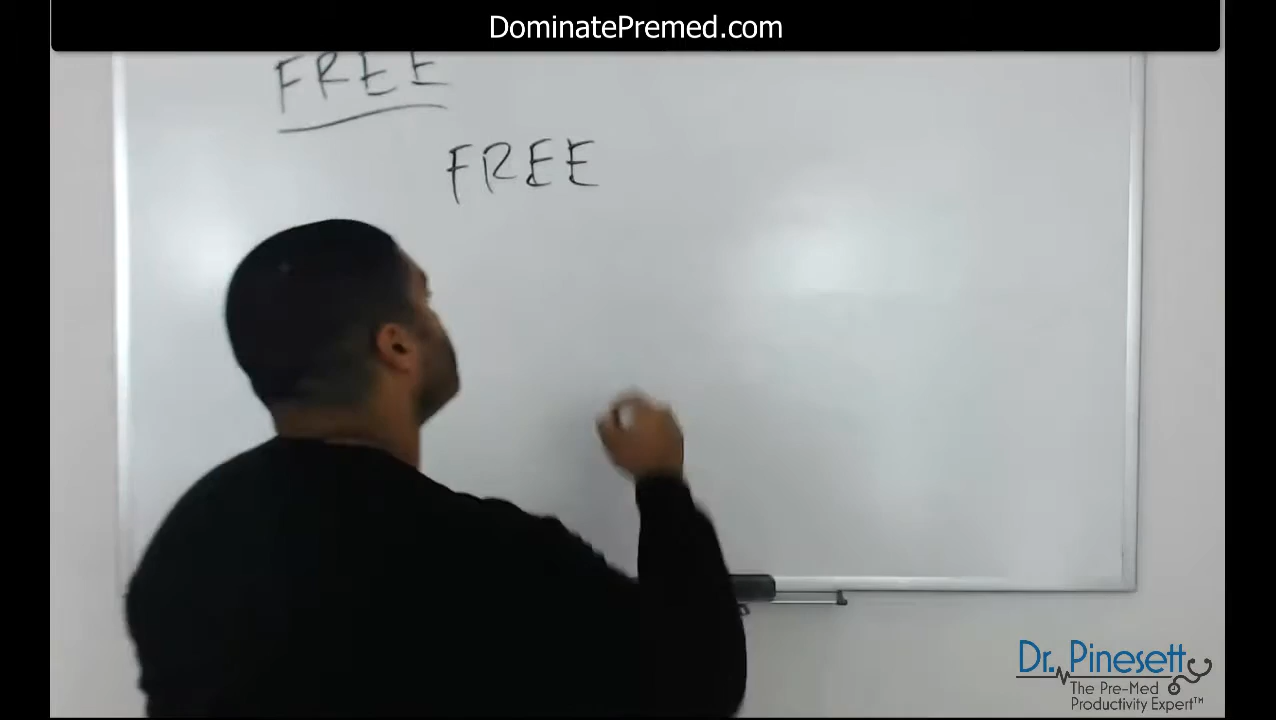 DominatePremed.com
FREE
FREE
Dr. Pinesett
The Pre-Med
Productivity Expert™